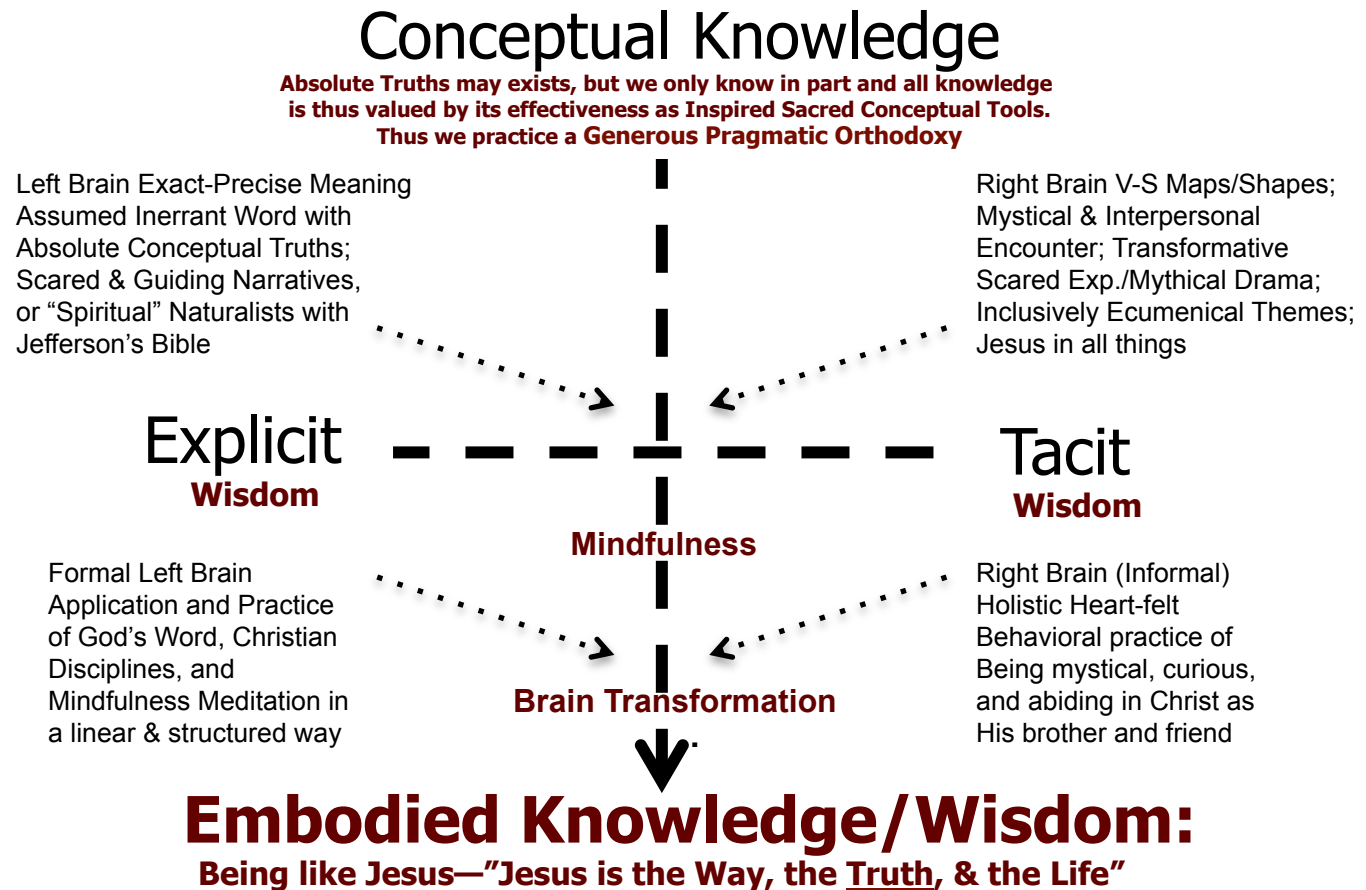 Conceptual Knowledge
Absolute Truths may exists, but we only know in part and all knowledge
is thus valued by its effectiveness as Inspired Sacred Conceptual Tools.
Thus we practice a Generous Pragmatic Orthodoxy
Left Brain Exact-Precise Meaning
Assumed Inerrant Word with
Absolute Conceptual Truths;
Scared & Guiding Narratives,
or “Spiritual” Naturalists with
Jefferson’s Bible
Right Brain V-S Maps/Shapes;
Mystical & Interpersonal
Encounter; Transformative
Scared Exp./Mythical Drama;
Inclusively Ecumenical Themes;
Jesus in all things
Explicit
Wisdom
Tacit
Wisdom
Mindfulness
Formal Left Brain
Application and Practice
of God’s Word, Christian
Disciplines, and
Mindfulness Meditation in
a linear & structured way
Right Brain (Informal)
Holistic Heart-felt
Behavioral practice of
Being mystical, curious,
and abiding in Christ as
His brother and friend
Brain Transformation
.
Embodied Knowledge/Wisdom:
Being like Jesus—”Jesus is the Way, the Truth, & the Life”